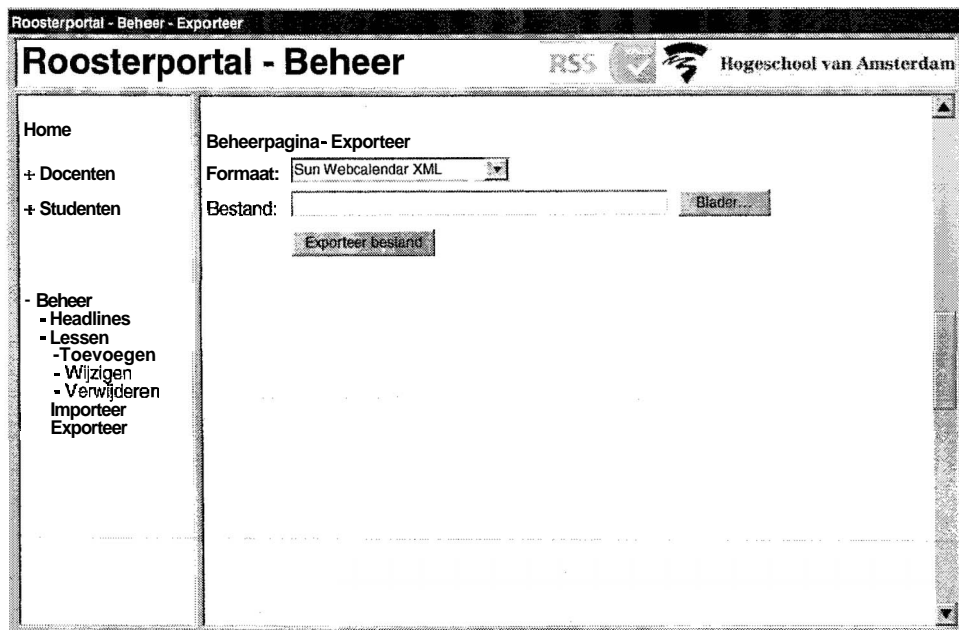 Roosterportal - Beheer - Exporteer
Roosterportal - Beheer
RSS
Hogeschool van Amsterdam
Home
+ Docenten
+ Studenten
- Beheer
- Headlines
- Lessen
-Toevoegen
- Wijzigen
- Verwijderen
Importeer
Exporteer
Beheerpagina- Exporteer
Formaat: Sun Webcalendar XML
Bestand: Blader...
Exporteer bestand